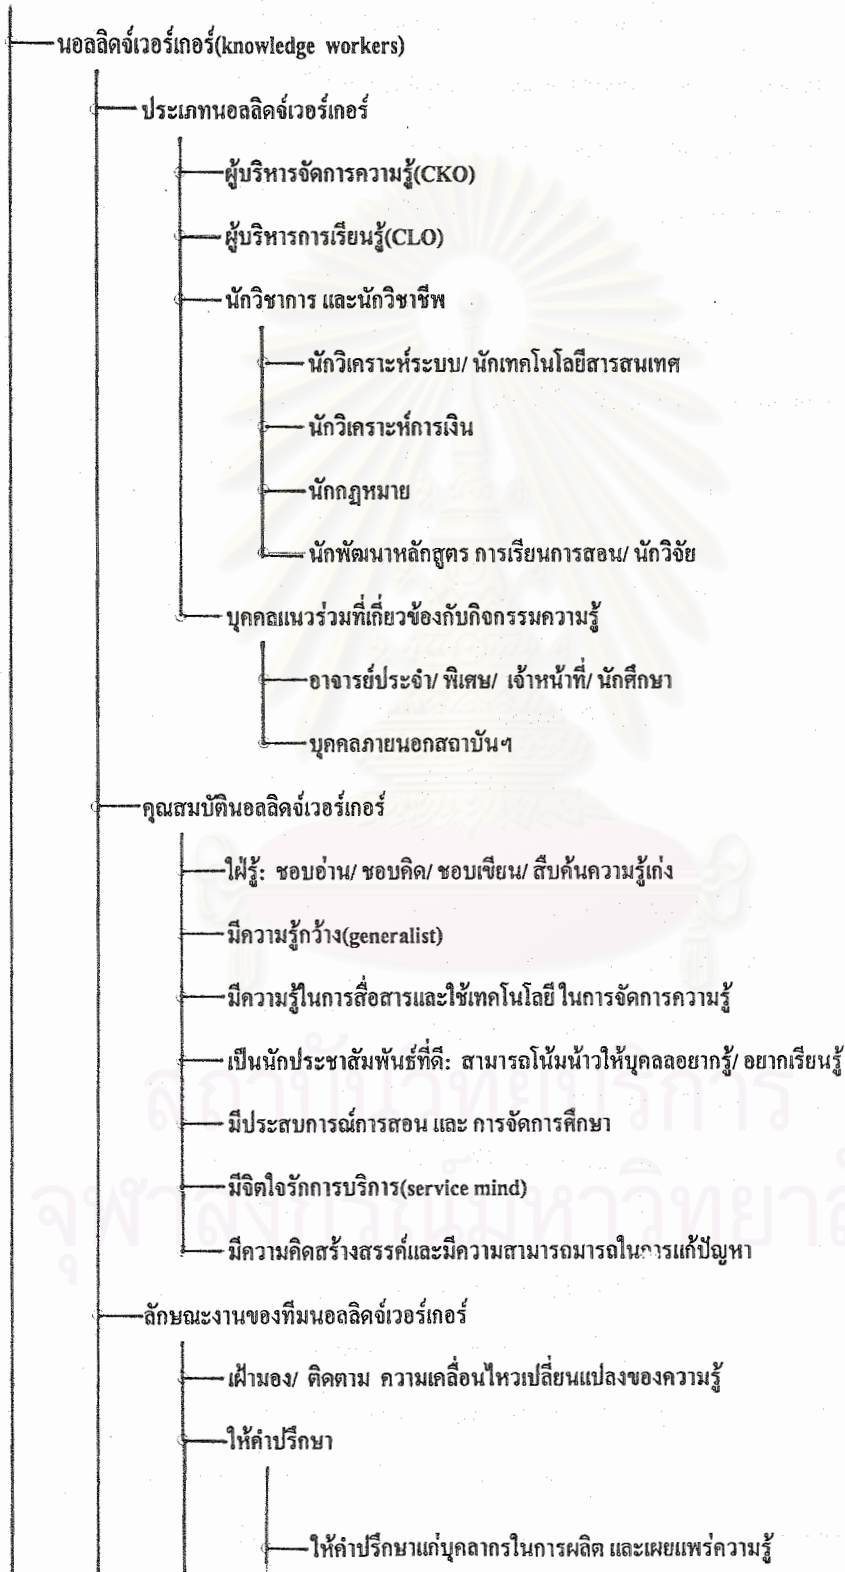 นอลลิดจ์เวอร์เกอร์(knowledge workers)
ประเภทนอลลิดจ์เวอร์เกอร์
ผู้บริหารจัดการความรู้(CKO)
ผู้บริหารการเรียนรู้(CLO)
นักวิชาการ และนักวิชาชีพ
นักวิเคราะห์ระบบ/ นักเทคโนโลยีสารสนเทศ
นักวิเคราะห์การเงิน
นักกฎหมาย
นักพัฒนาหลักสูตร การเรียนการสอน/ นักวิจัย
บุคคลแนวร่วมที่เกี่ยวข้องกับกิจกรรมความรู้
อาจารย์ประจำ/ พิเศษ/ เจ้าหน้าที่/ นักศึกษา
บุคคลภายนอกสถาบันฯ
คุณสมบัตินอลลิดจ์เวอร์เกอร์
ใฝ่รู้: ชอบอ่าน/ ชอบคิด/ ชอบเขียน/ สืบค้นความรู้เก่ง
มีความรู้กว้าง(generalist)
มีความรู้ในการสื่อสารและใช้เทคโนโลยี ในการจัดการความรู้
เป็นนักประชาสัมพันธ์ที่ดี: สามารถโน้มน้าวให้บุคลลอยากรู้/ อยากเรียนรู้
มีประสบการณ์การสอน และ การจัดการศึกษา
มีจิตใจรักการบริการ(service mind)
มีความคิดสร้างสรรค์และมีความสามารถมารถในการแก้ปัญหา
ลักษณะงานของทีมนอลลิดจ์เวอร์เกอร์
เฝ้ามอง/ ติดตาม ความเคลื่อนไหวเปลี่ยนแปลงของความรู้
ให้คำปรึกษา
ให้คำปรึกษาแก่บุคลากรในการผลิต และเผยแพร่ความรู้
สถาบันวิทยบริการ